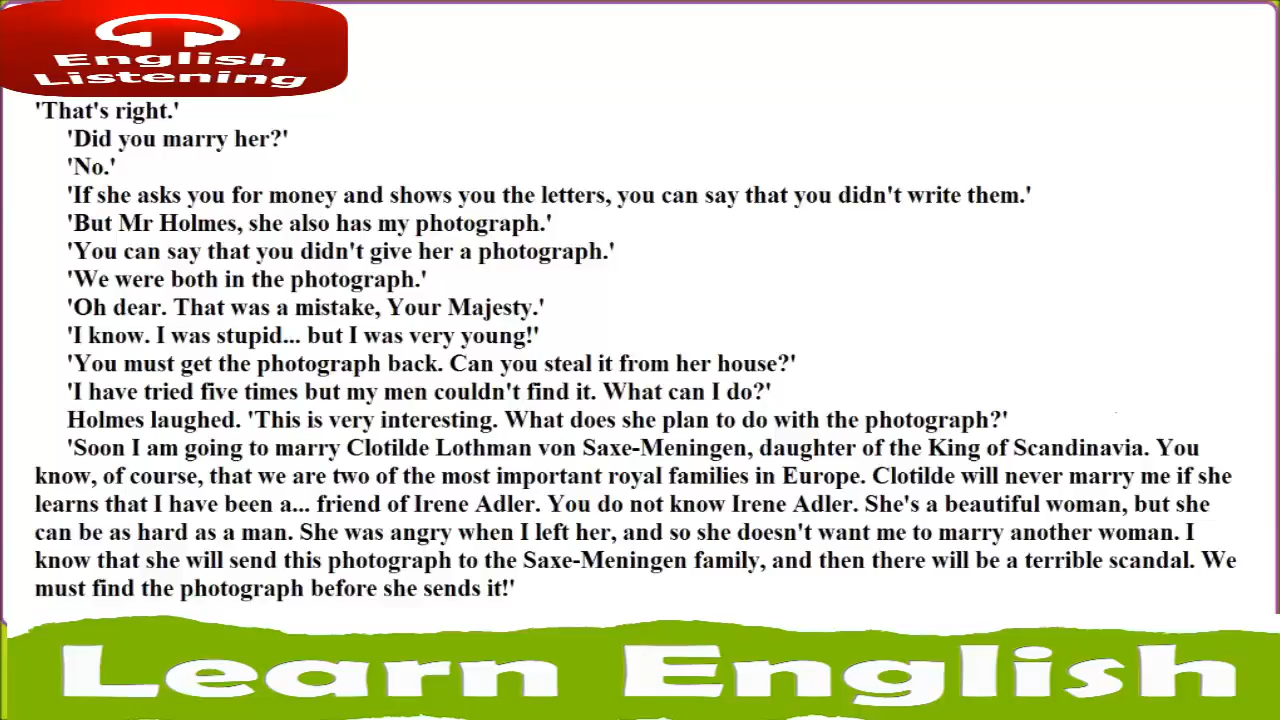 English
Listening
'That's right.'
'Did you marry her?'
'No.'
'If she asks you for money and shows you the letters, you can say that you didn't write them.'
'But Mr Holmes, she also has my photograph.'
'You can say that you didn't give her a photograph.'
'We were both in the photograph.'
'Oh dear. That was a mistake, Your Majesty.'
'I know. I was stupid... but I was very young!'
'You must get the photograph back. Can you steal it from her house?'
'I have tried five times but my men couldn't find it. What can I do?'
Holmes laughed. 'This is very interesting. What does she plan to do with the photograph?'
'Soon I am going to marry Clotilde Lothman von Saxe-Meningen, daughter of the King of Scandinavia. You
know, of course, that we are two of the most important royal families in Europe. Clotilde will never marry me if she
learns that I have been a... friend of Irene Adler. You do not know Irene Adler. She's a beautiful woman, but she
can be as hard as a man. She was angry when I left her, and so she doesn't want me to marry another woman. I
know that she will send this photograph to the Saxe-Meningen family, and then there will be a terrible scandal. We
must find the photograph before she sends it!'
Learn English